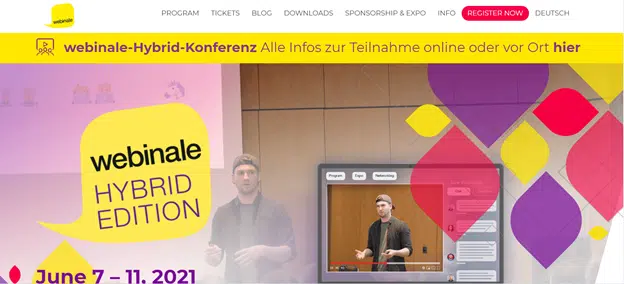 webinale
PROGRAM TICKETS BLOG DOWNLOADS SPONSORSHIP & EXPO INFO REGISTER NOW DEUTSCH
webinale-Hybrid-Konferenz Alle Infos zur Teilnahme online oder vor Ort hier
webinale
HYBRID
EDITION
Program Expo Networking
June 7 – 11, 2021